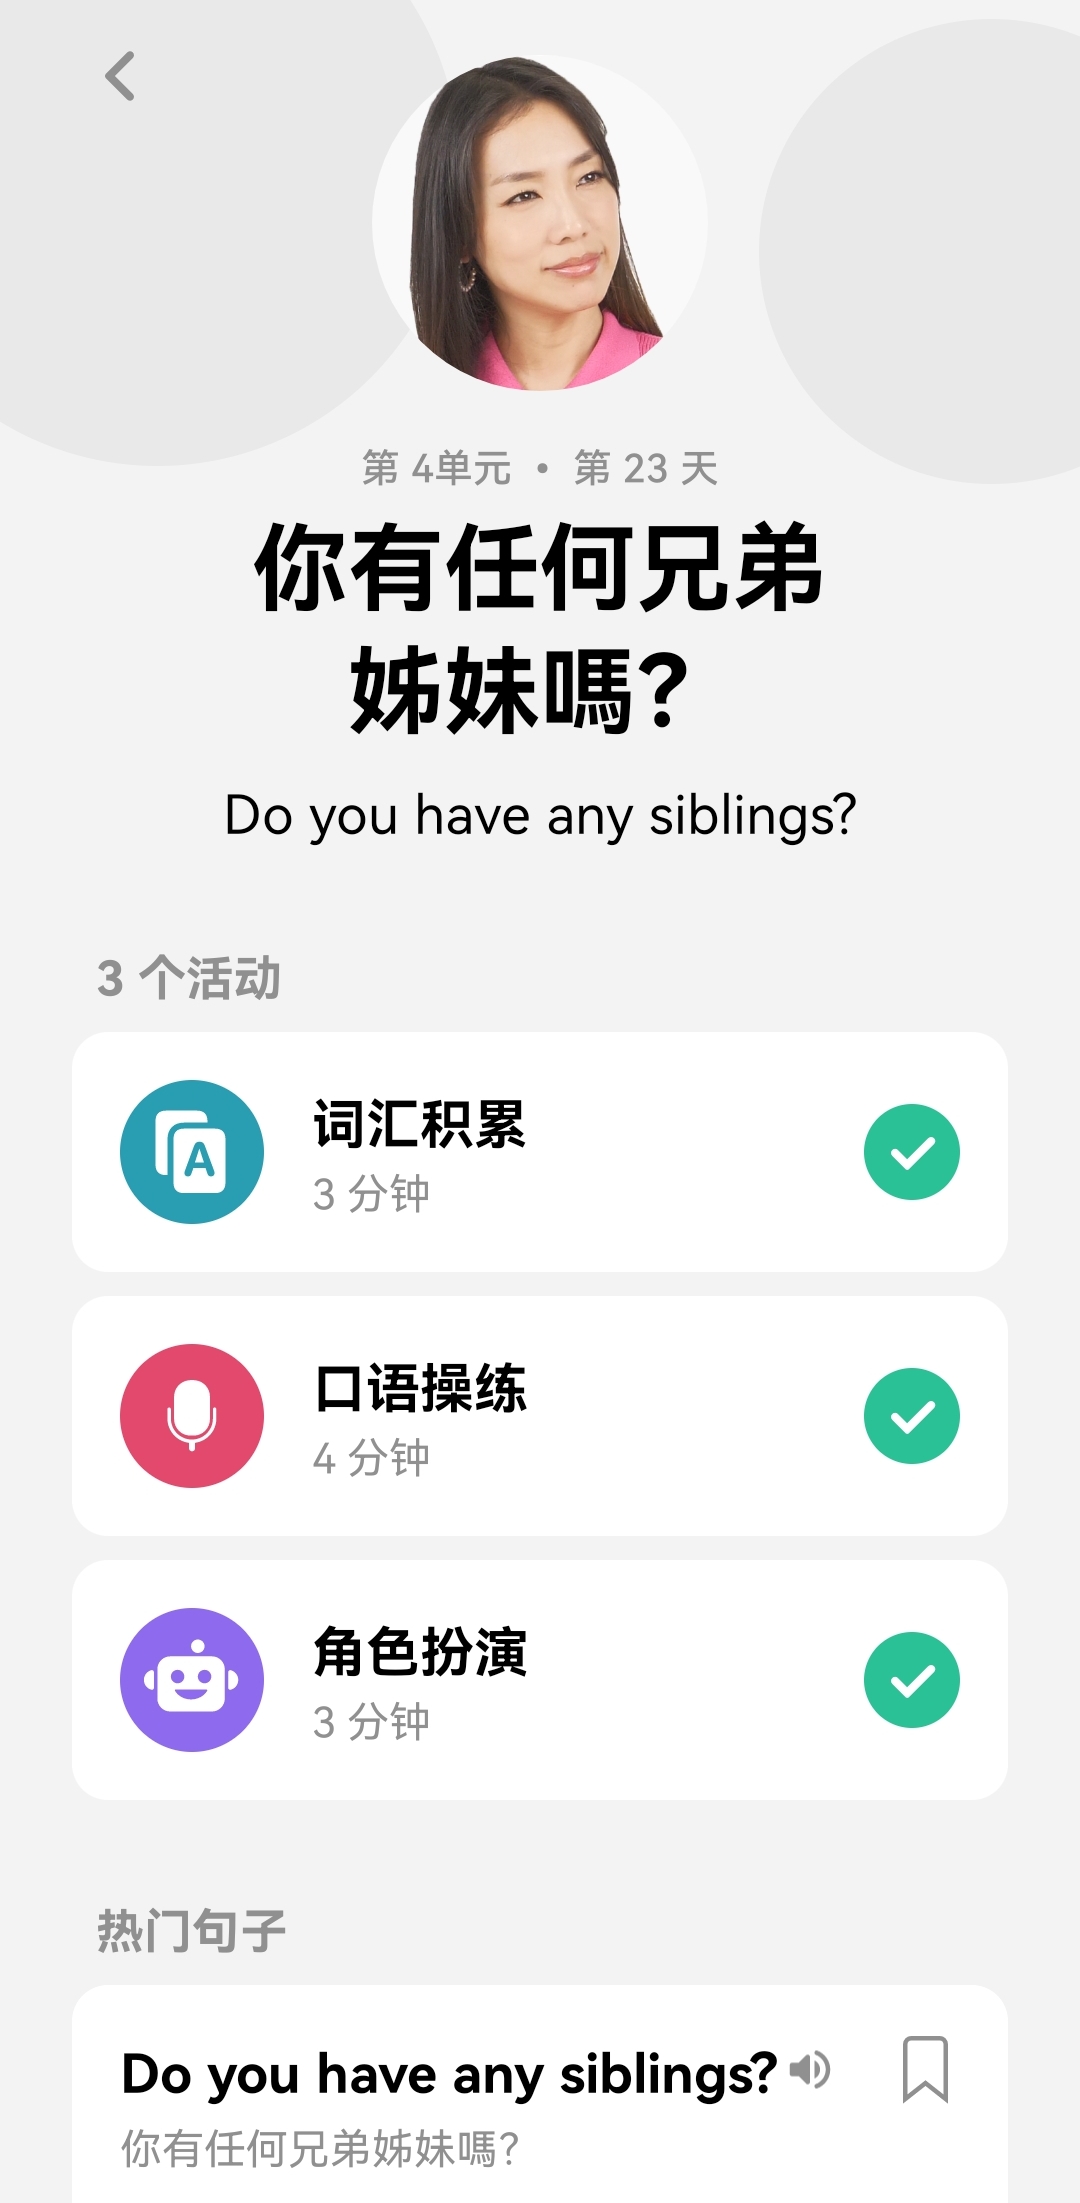 第 4单元 • 第 23 天
你有任何兄弟
姊妹嗎？
Do you have any siblings?
3 个活动
词汇积累
3 分钟
口语操练
4 分钟
角色扮演
3 分钟
热门句子
Do you have any siblings?
你有任何兄弟姊妹嗎？